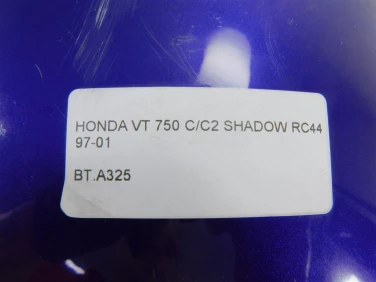 HONDA VT 750 C/C2 SHADOW RC44
97-01
BT.A325